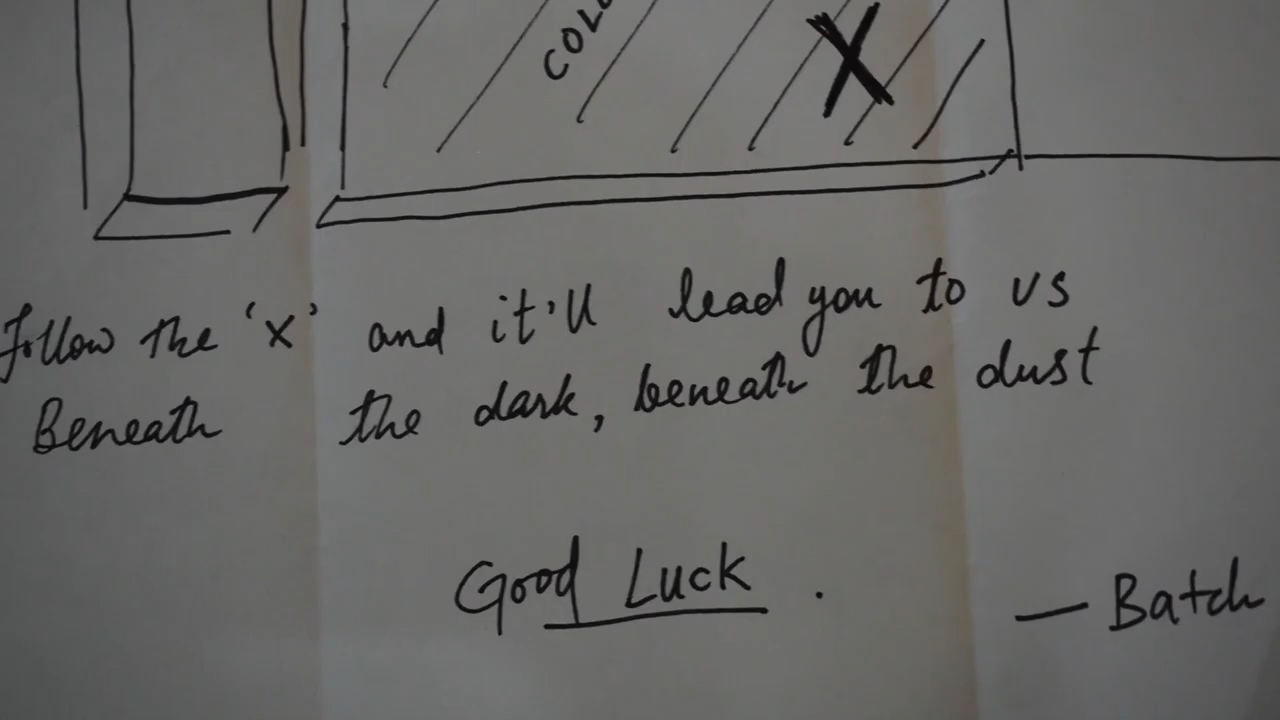 COL
X
Follow the 'X' and it'll lead you to us
Beneath the dark, beneath the dust
Good Luck .
— Batch